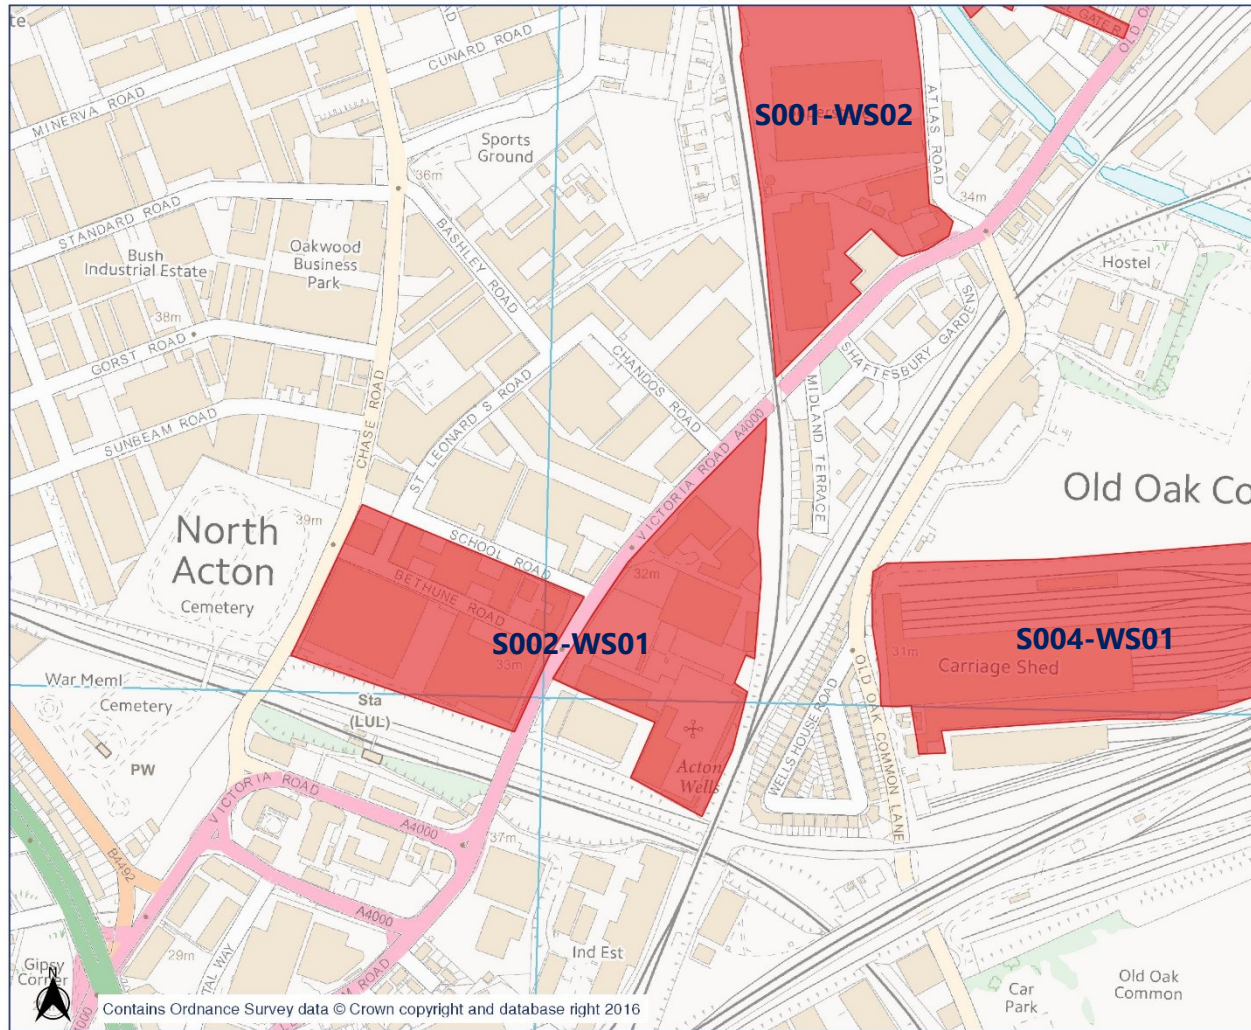 te
CUNARD ROAD
MINERVA ROAD
OLD O
ATLAS ROAD
S001-WS02
Sports
Ground
36m
34m
STANDARD ROAD
BASHLEY ROAD
Bush
Industrial Estate
Oakwood
Business
Park
Hostel
38m
GORST ROAD
SHAFTESBURY GARDENS
CHANDOS ROAD
ST LEONARD S ROAD
MIDLAND TERRACE
SUNBEAM ROAD
CHASE ROAD
VICTORIA ROAD A4000
Old Oak Co
39m
North
Acton
Cemetery
SCHOOL ROAD
BETHUNE ROAD
32m
S002-WS01
33m
S004-WS01
31m
Carriage Shed
War Meml
Cemetery
Sta
(LUL)
OLD OAK COMMON LANE
WELLS HOUSE ROAD
PW
Acton
Wells
VICTORIA ROAD
A4000
37m
B4492
A4000
29m
Ind Est
Gipsy
Corner
N
Old Oak
Common
Car
Park
Contains Ordnance Survey data © Crown copyright and database right 2016